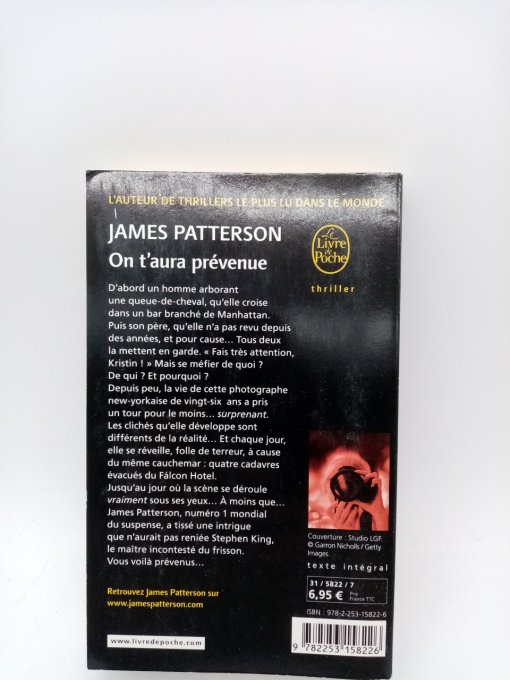 L'AUTEUR DE THRILLERS LE PLUS LU DANS LE MONDE
JAMES PATTERSON
On t'aura prévenue
Le
Livre
de
Poche
thriller
D'abord un homme arborant
une queue-de-cheval, qu'elle croise
dans un bar branché de Manhattan.
Puis son père, qu'elle n'a pas revu depuis
des années, et pour cause... Tous deux
la mettent en garde. « Fais très attention,
Kristin ! » Mais se méfier de quoi ?
De qui ? Et pourquoi ?
Depuis peu, la vie de cette photographe
new-yorkaise de vingt-six ans a pris
un tour pour le moins... surprenant.
Les clichés qu'elle développe sont
différents de la réalité... Et chaque jour,
elle se réveille, folle de terreur, à cause
du même cauchemar : quatre cadavres
évacués du Falcon Hotel.
Jusqu'au jour où la scène se déroule
vraiment sous ses yeux... À moins que...
James Patterson, numéro 1 mondial
du suspense, a tissé une intrigue
que n'aurait pas reniée Stephen King,
le maître incontesté du frisson.
Vous voilà prévenus...
Retrouvez James Patterson sur
www.jamespatterson.com
www.livredepoche.com
Couverture : Studio LGF.
© Garron Nicholls / Getty
Images.
texte intégral
31 / 5822 / 7
6,95 € Prix
France TTC
ISBN : 978-2-253-15822-6
9 782253 158226